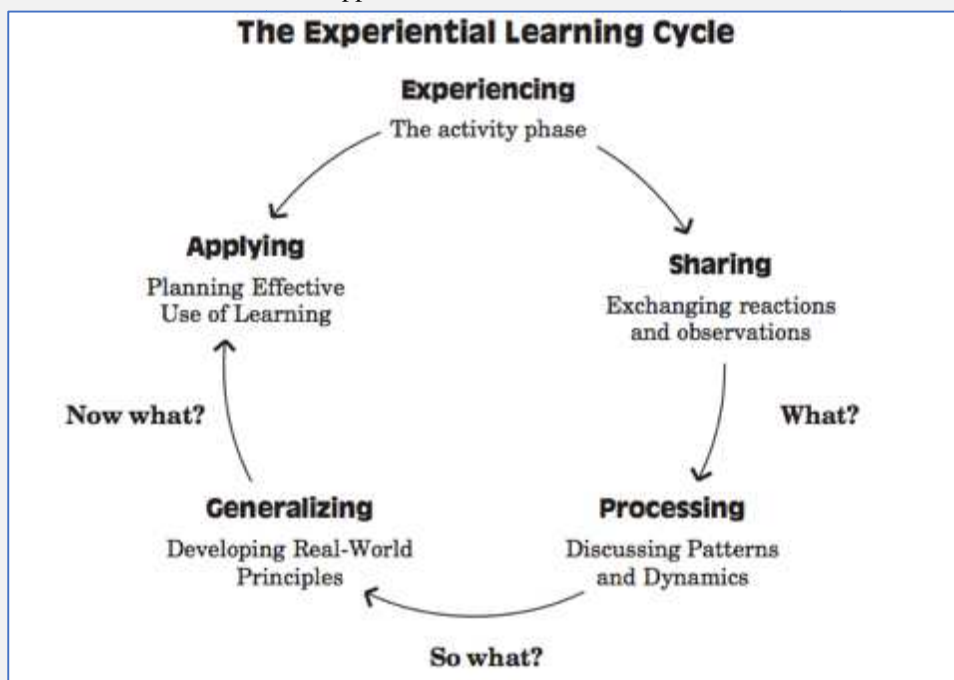 The Experiential Learning Cycle
Experiencing
The activity phase
Applying
Planning Effective
Use of Learning
Sharing
Exchanging reactions
and observations
Now what?
What?
Generalizing
Developing Real-World
Principles
Processing
Discussing Patterns
and Dynamics
So what?